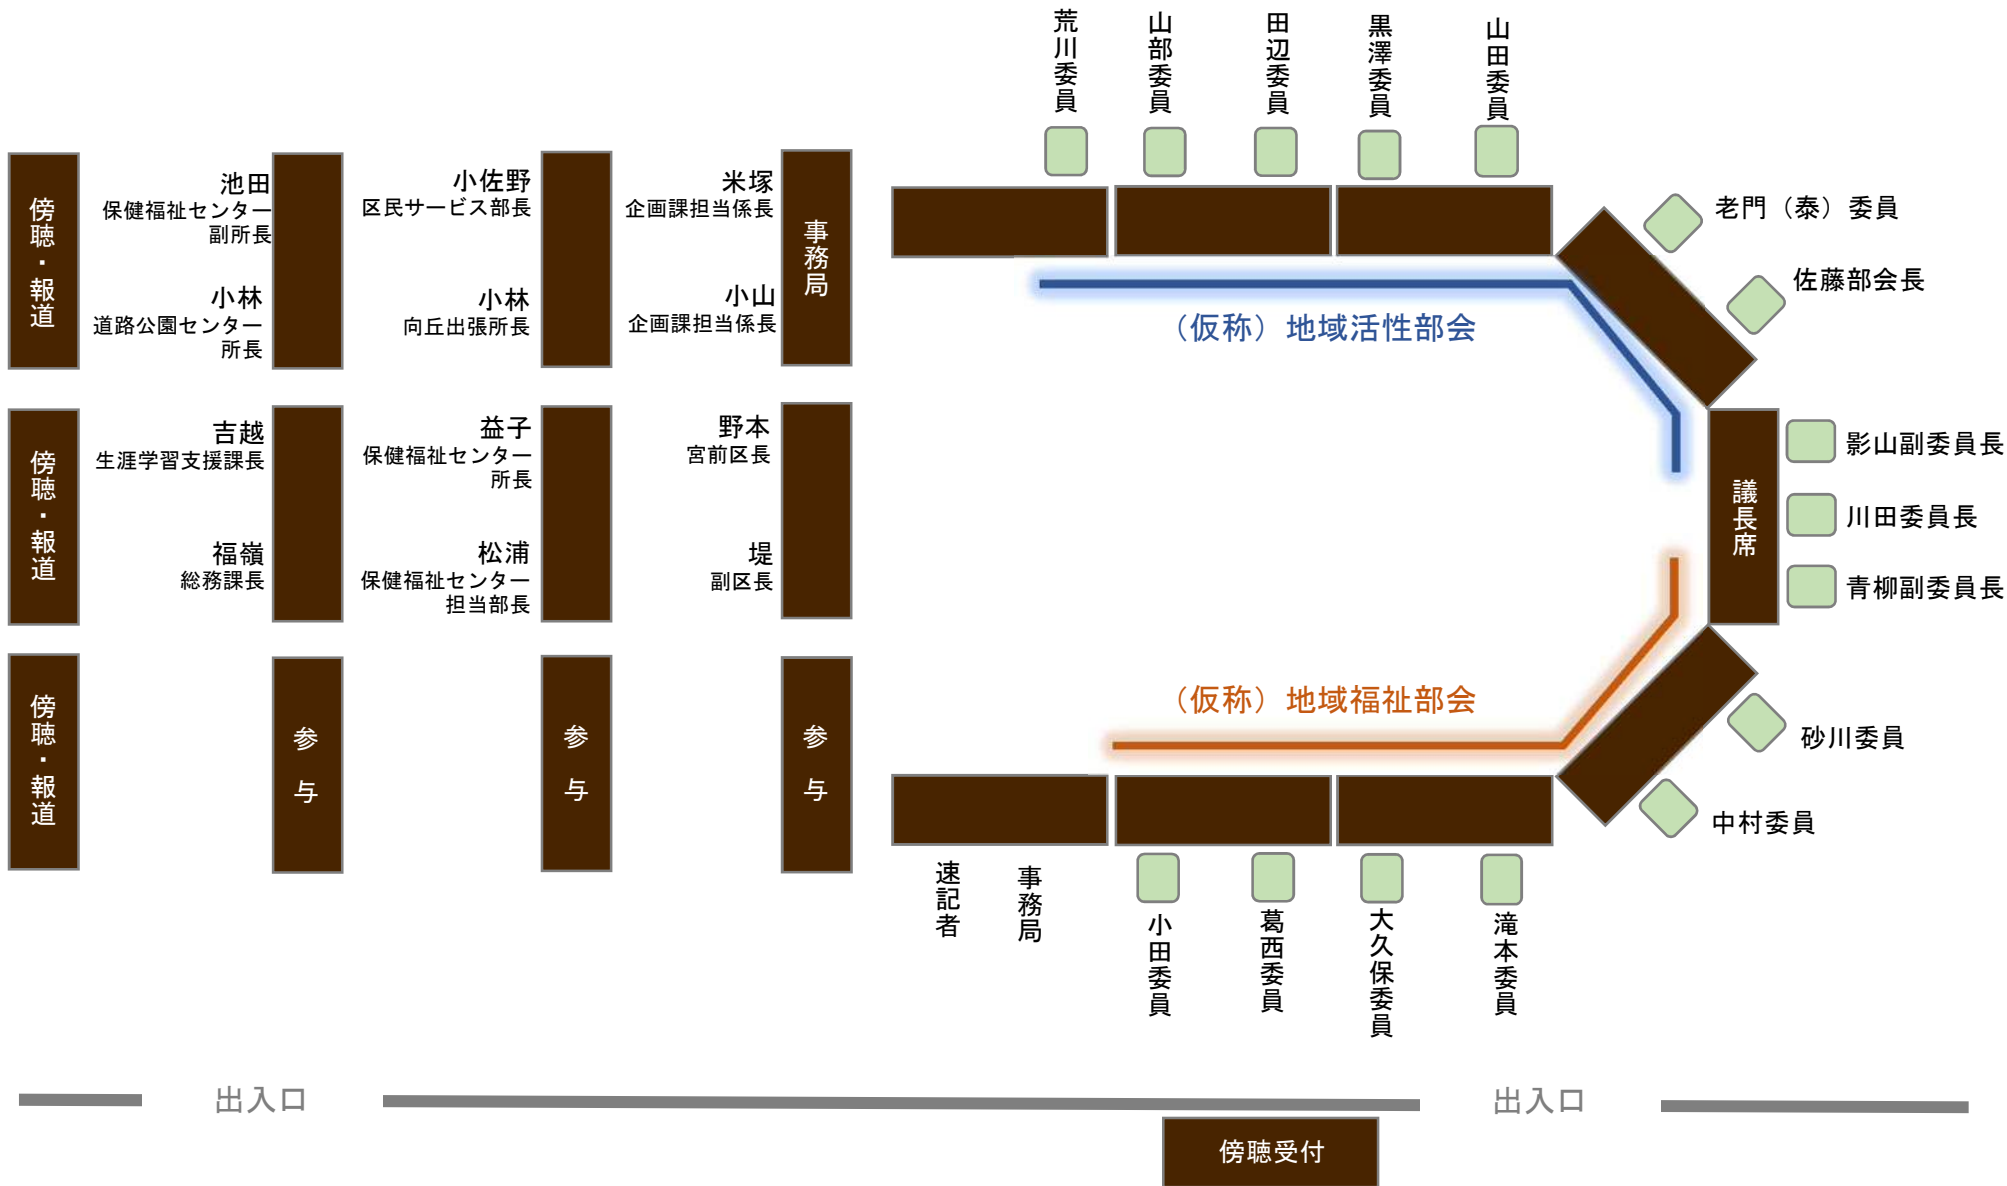 荒川委員
山部委員
田辺委員
黒澤委員
山田委員
老門（泰）委員
佐藤部会長
影山副委員長
川田委員長
青柳副委員長
議長席
砂川委員
中村委員
（仮称）地域活性部会
（仮称）地域福祉部会
傍聴・報道
池田
保健福祉センター
副所長
小林
道路公園センター
所長
小佐野
区民サービス部長
小林
向丘出張所長
米塚
企画課担当係長
小山
企画課担当係長
事務局
傍聴・報道
吉越
生涯学習支援課長
福嶺
総務課長
益子
保健福祉センター
所長
松浦
保健福祉センター
担当部長
野本
宮前区長
堤
副区長
傍聴・報道
参与
参与
参与
速記者
事務局
小田委員
葛西委員
大久保委員
滝本委員
出入口
出入口
傍聴受付